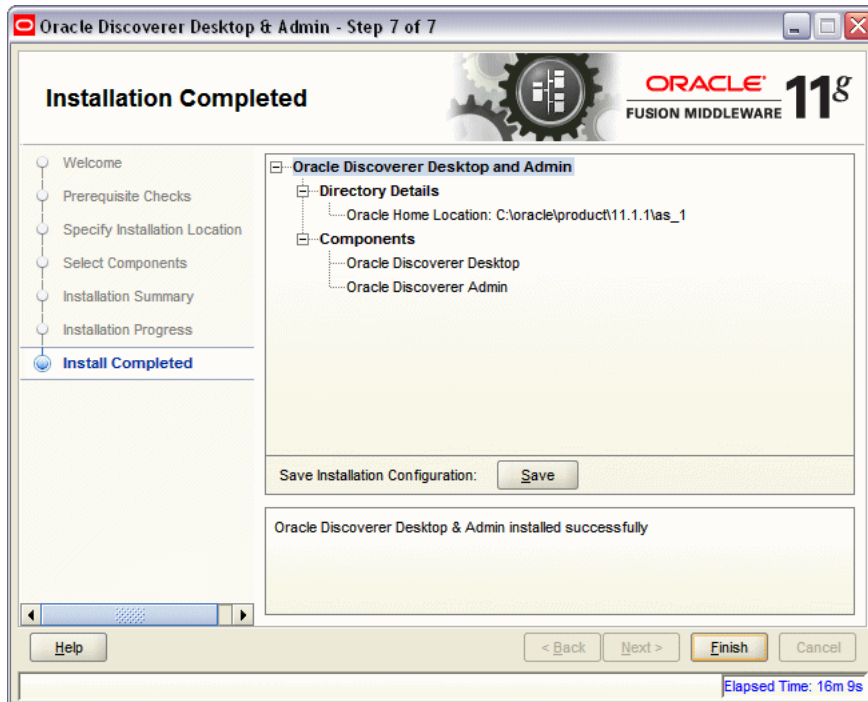 Oracle Discoverer Desktop & Admin - Step 7 of 7
Installation Completed
ORACLE®
FUSION MIDDLEWARE
11g
Welcome
Prerequisite Checks
Specify Installation Location
Select Components
Installation Summary
Installation Progress
Install Completed
Oracle Discoverer Desktop and Admin
Directory Details
Oracle Home Location: C:\oracle\product\11.1.1\as_1
Components
Oracle Discoverer Desktop
Oracle Discoverer Admin
Save Installation Configuration: Save
Oracle Discoverer Desktop & Admin installed successfully
Help < Back Next > Finish Cancel
Elapsed Time: 16m 9s